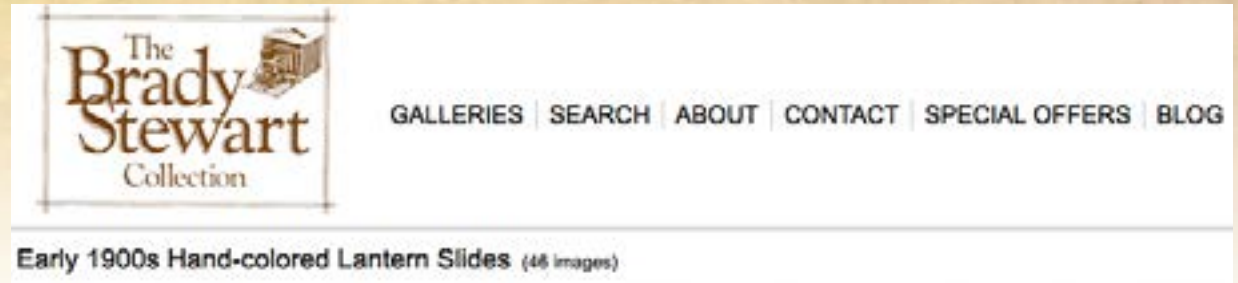 The
Brady
Stewart
Collection
GALLERIES SEARCH ABOUT CONTACT SPECIAL OFFERS BLOG
Early 1900s Hand-colored Lantern Slides (46 images)